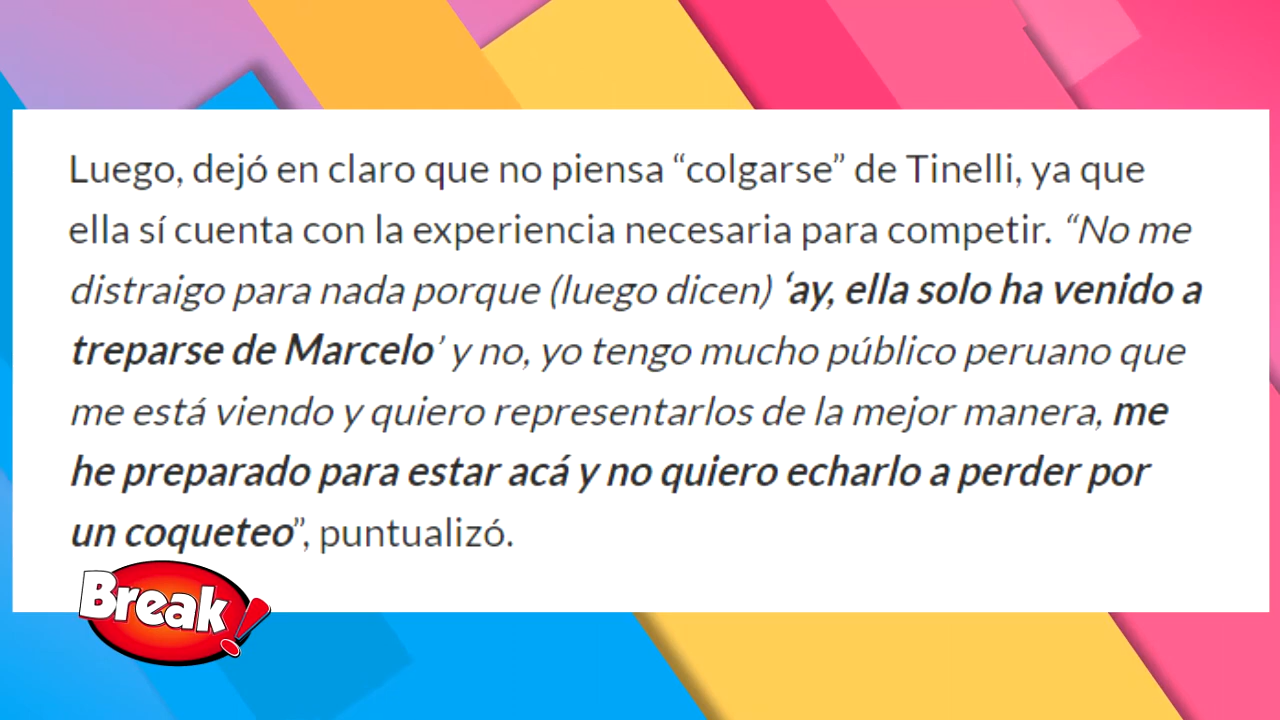 Luego, dejó en claro que no piensa “colgarse” de Tinelli, ya que
ella sí cuenta con la experiencia necesaria para competir. “No me
distraigo para nada porque (luego dicen) ‘ay, ella solo ha venido a
treparse de Marcelo’ y no, yo tengo mucho público peruano que
me está viendo y quiero representarlos de la mejor manera, me
he preparado para estar acá y no quiero echarlo a perder por
un coqueteo”, puntualizó.
Break!